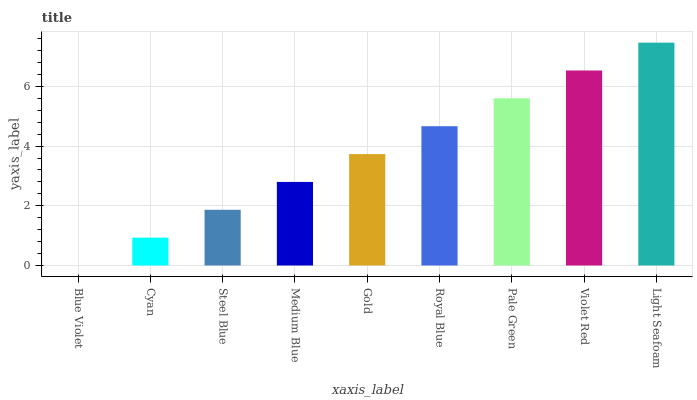 title
yaxis_label
8
6
4
2
0
Blue Violet
Cyan
Steel Blue
Medium Blue
Gold
Royal Blue
Pale Green
Violet Red
Light Seafoam
xaxis_label